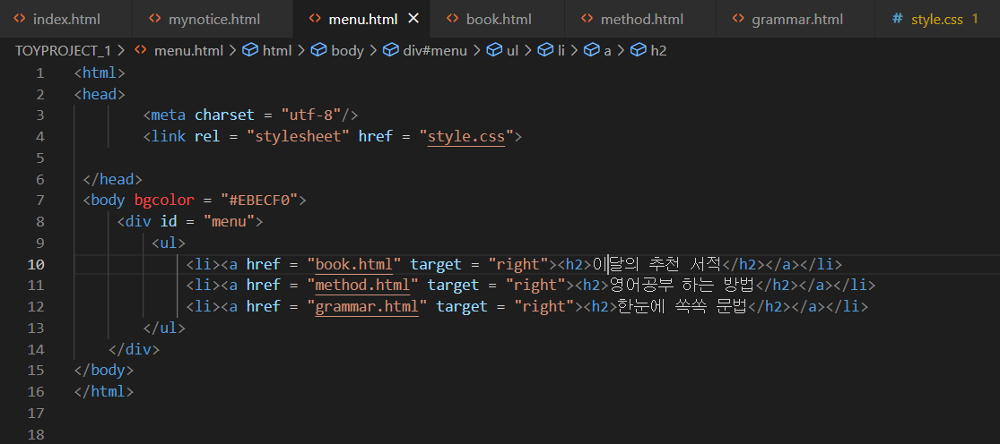 index.html mynotice.html menu.html book.html method.html grammar.html style.css 1
TOYPROJECT_1 > menu.html > html > body > div#menu > ul > li > a > h2
1 <html>
2 <head>
3 <meta charset = "utf-8"/>
4 <link rel = "stylesheet" href = "style.css">
5
6 </head>
7 <body bgcolor = "#EBECF0">
8 <div id = "menu">
9 <ul>
10 <li><a href = "book.html" target = "right"><h2>이달의 추천 서적</h2></a></li>
11 <li><a href = "method.html" target = "right"><h2>영어공부 하는 방법</h2></a></li>
12 <li><a href = "grammar.html" target = "right"><h2>한눈에 쏙쏙 문법</h2></a></li>
13 </ul>
14 </div>
15 </body>
16 </html>
17
18